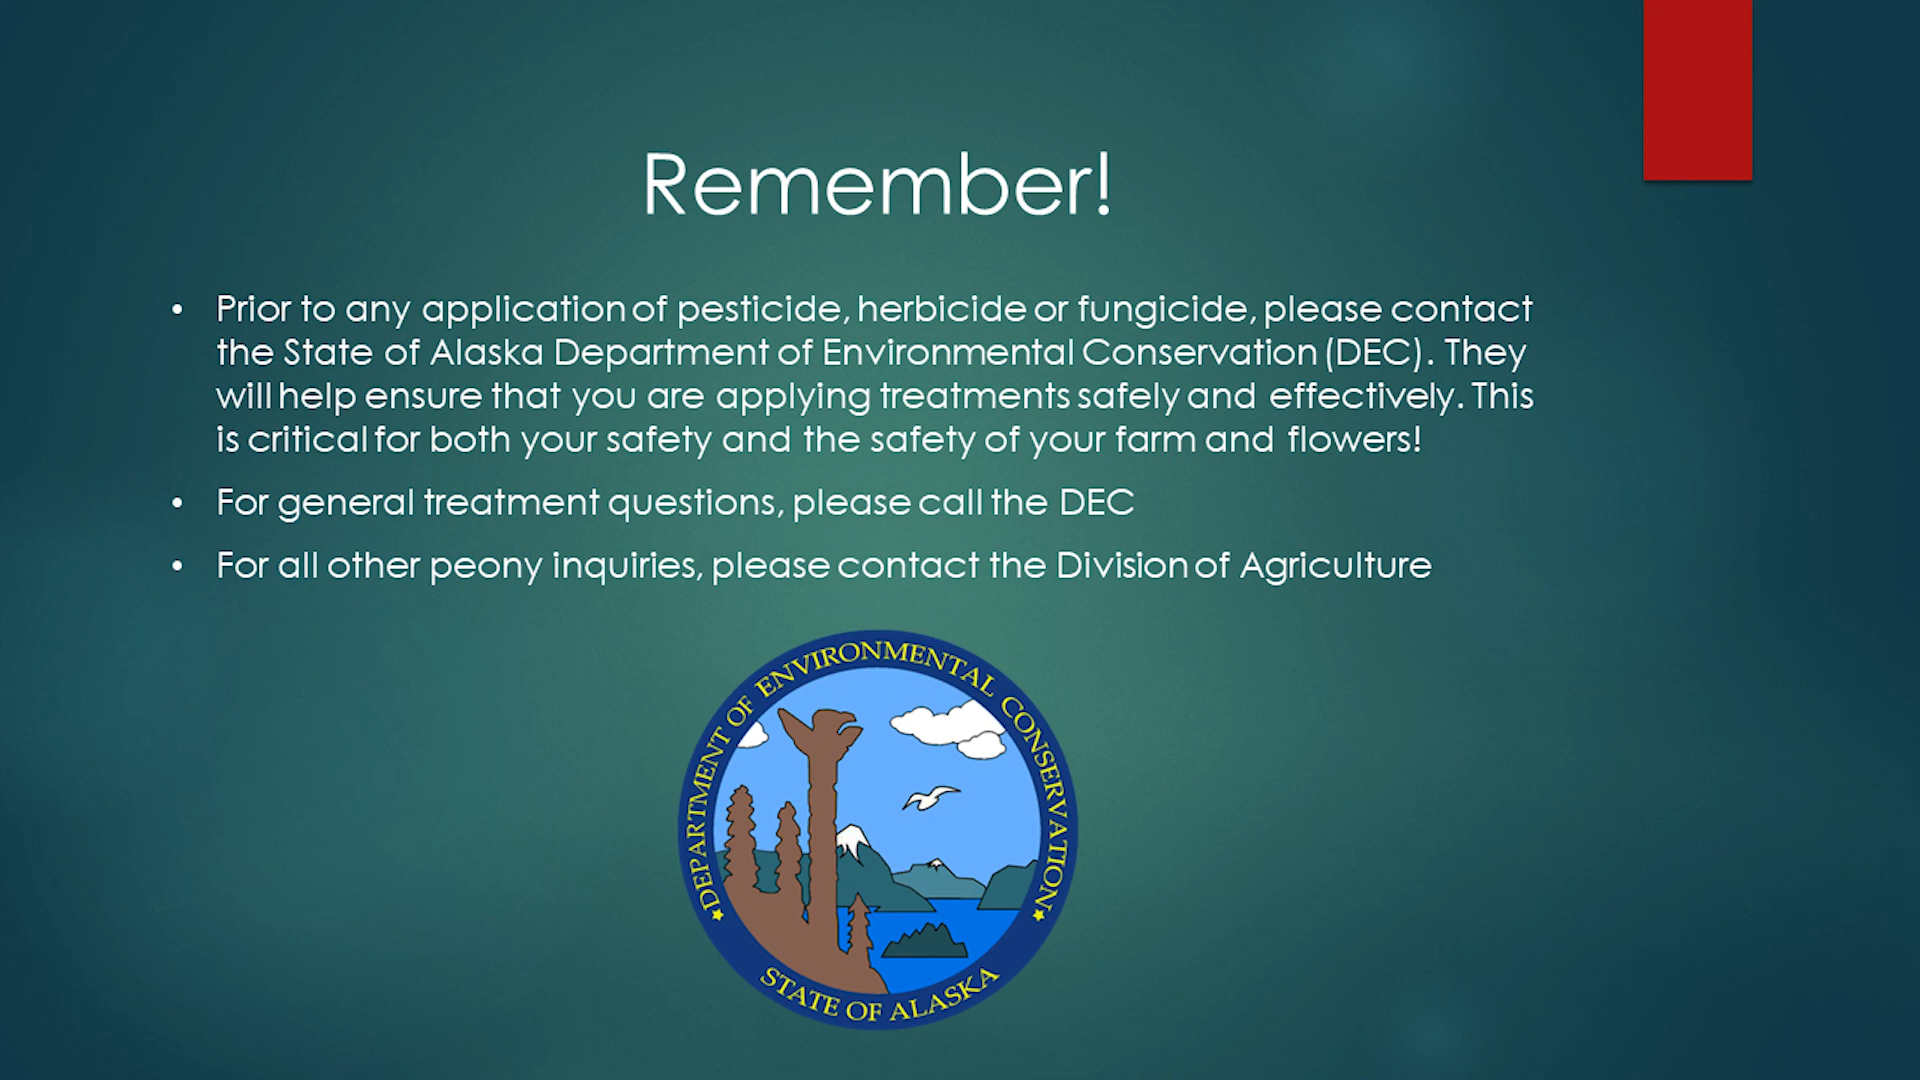 Remember!
• Prior to any application of pesticide, herbicide or fungicide, please contact
the State of Alaska Department of Environmental Conservation (DEC). They
will help ensure that you are applying treatments safely and effectively. This
is critical for both your safety and the safety of your farm and flowers!
• For general treatment questions, please call the DEC
• For all other peony inquiries, please contact the Division of Agriculture
DEPARTMENT OF ENVIRONMENTAL CONSERVATION
STATE OF ALASKA